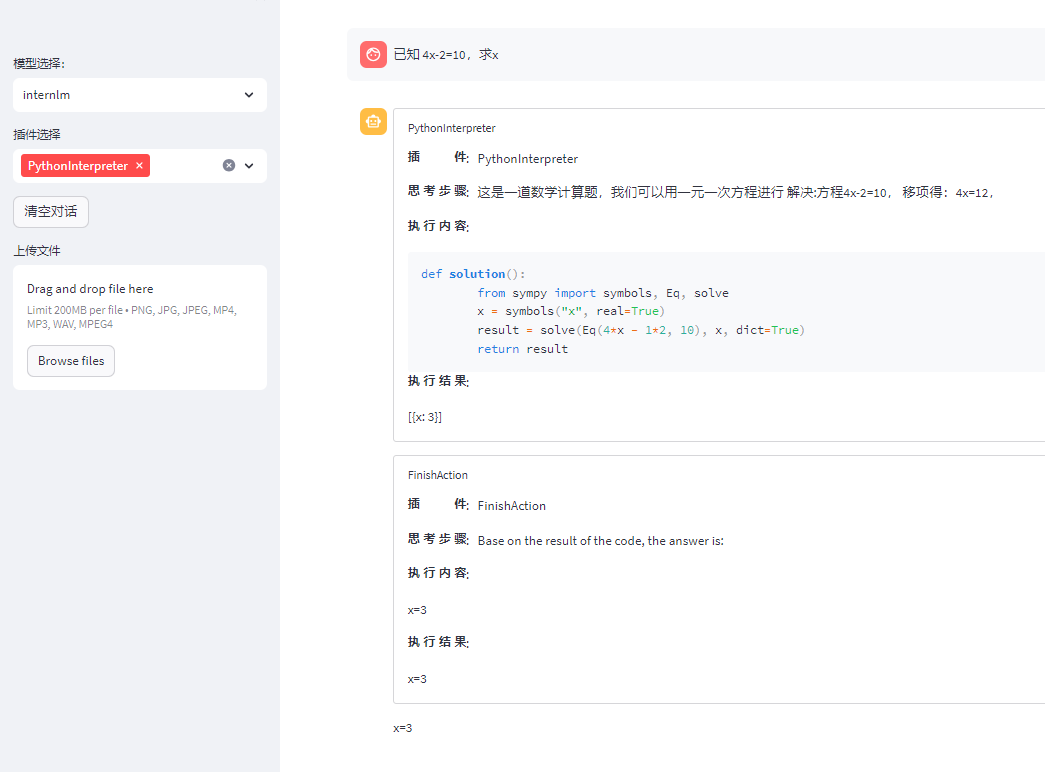 模型选择：
internlm
插件选择
PythonInterpreter ×
清空对话
上传文件
Drag and drop file here
Limit 200MB per file • PNG, JPG, JPEG, MP4,
MP3, WAV, MPEG4
Browse files
已知 4x-2=10，求x
PythonInterpreter
插 件: PythonInterpreter
思 考 步 骤: 这是一道数学计算题，我们可以用一元一次方程进行 解决:方程4x-2=10， 移项得：4x=12，
执 行 内 容:
def solution():
from sympy import symbols, Eq, solve
x = symbols("x", real=True)
result = solve(Eq(4*x - 1*2, 10), x, dict=True)
return result
执 行 结 果:
[{x: 3}]
FinishAction
插 件: FinishAction
思 考 步 骤: Base on the result of the code, the answer is:
执 行 内 容:
x=3
执 行 结 果:
x=3
x=3